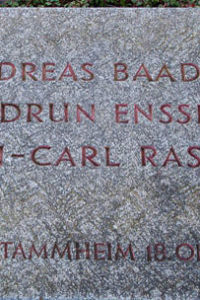 DREAS BAAD
DRUN ENSS
-CARL RAS
STAMMHEIM 18.O